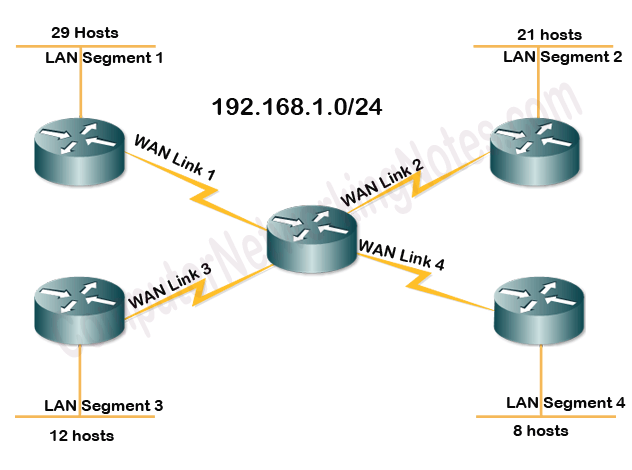 29 Hosts
LAN Segment 1
21 hosts
LAN Segment 2
192.168.1.0/24
WAN Link 1
WAN Link 2
WAN Link 3
WAN Link 4
LAN Segment 3
12 hosts
LAN Segment 4
8 hosts
ComputerNetworkingNotes.com